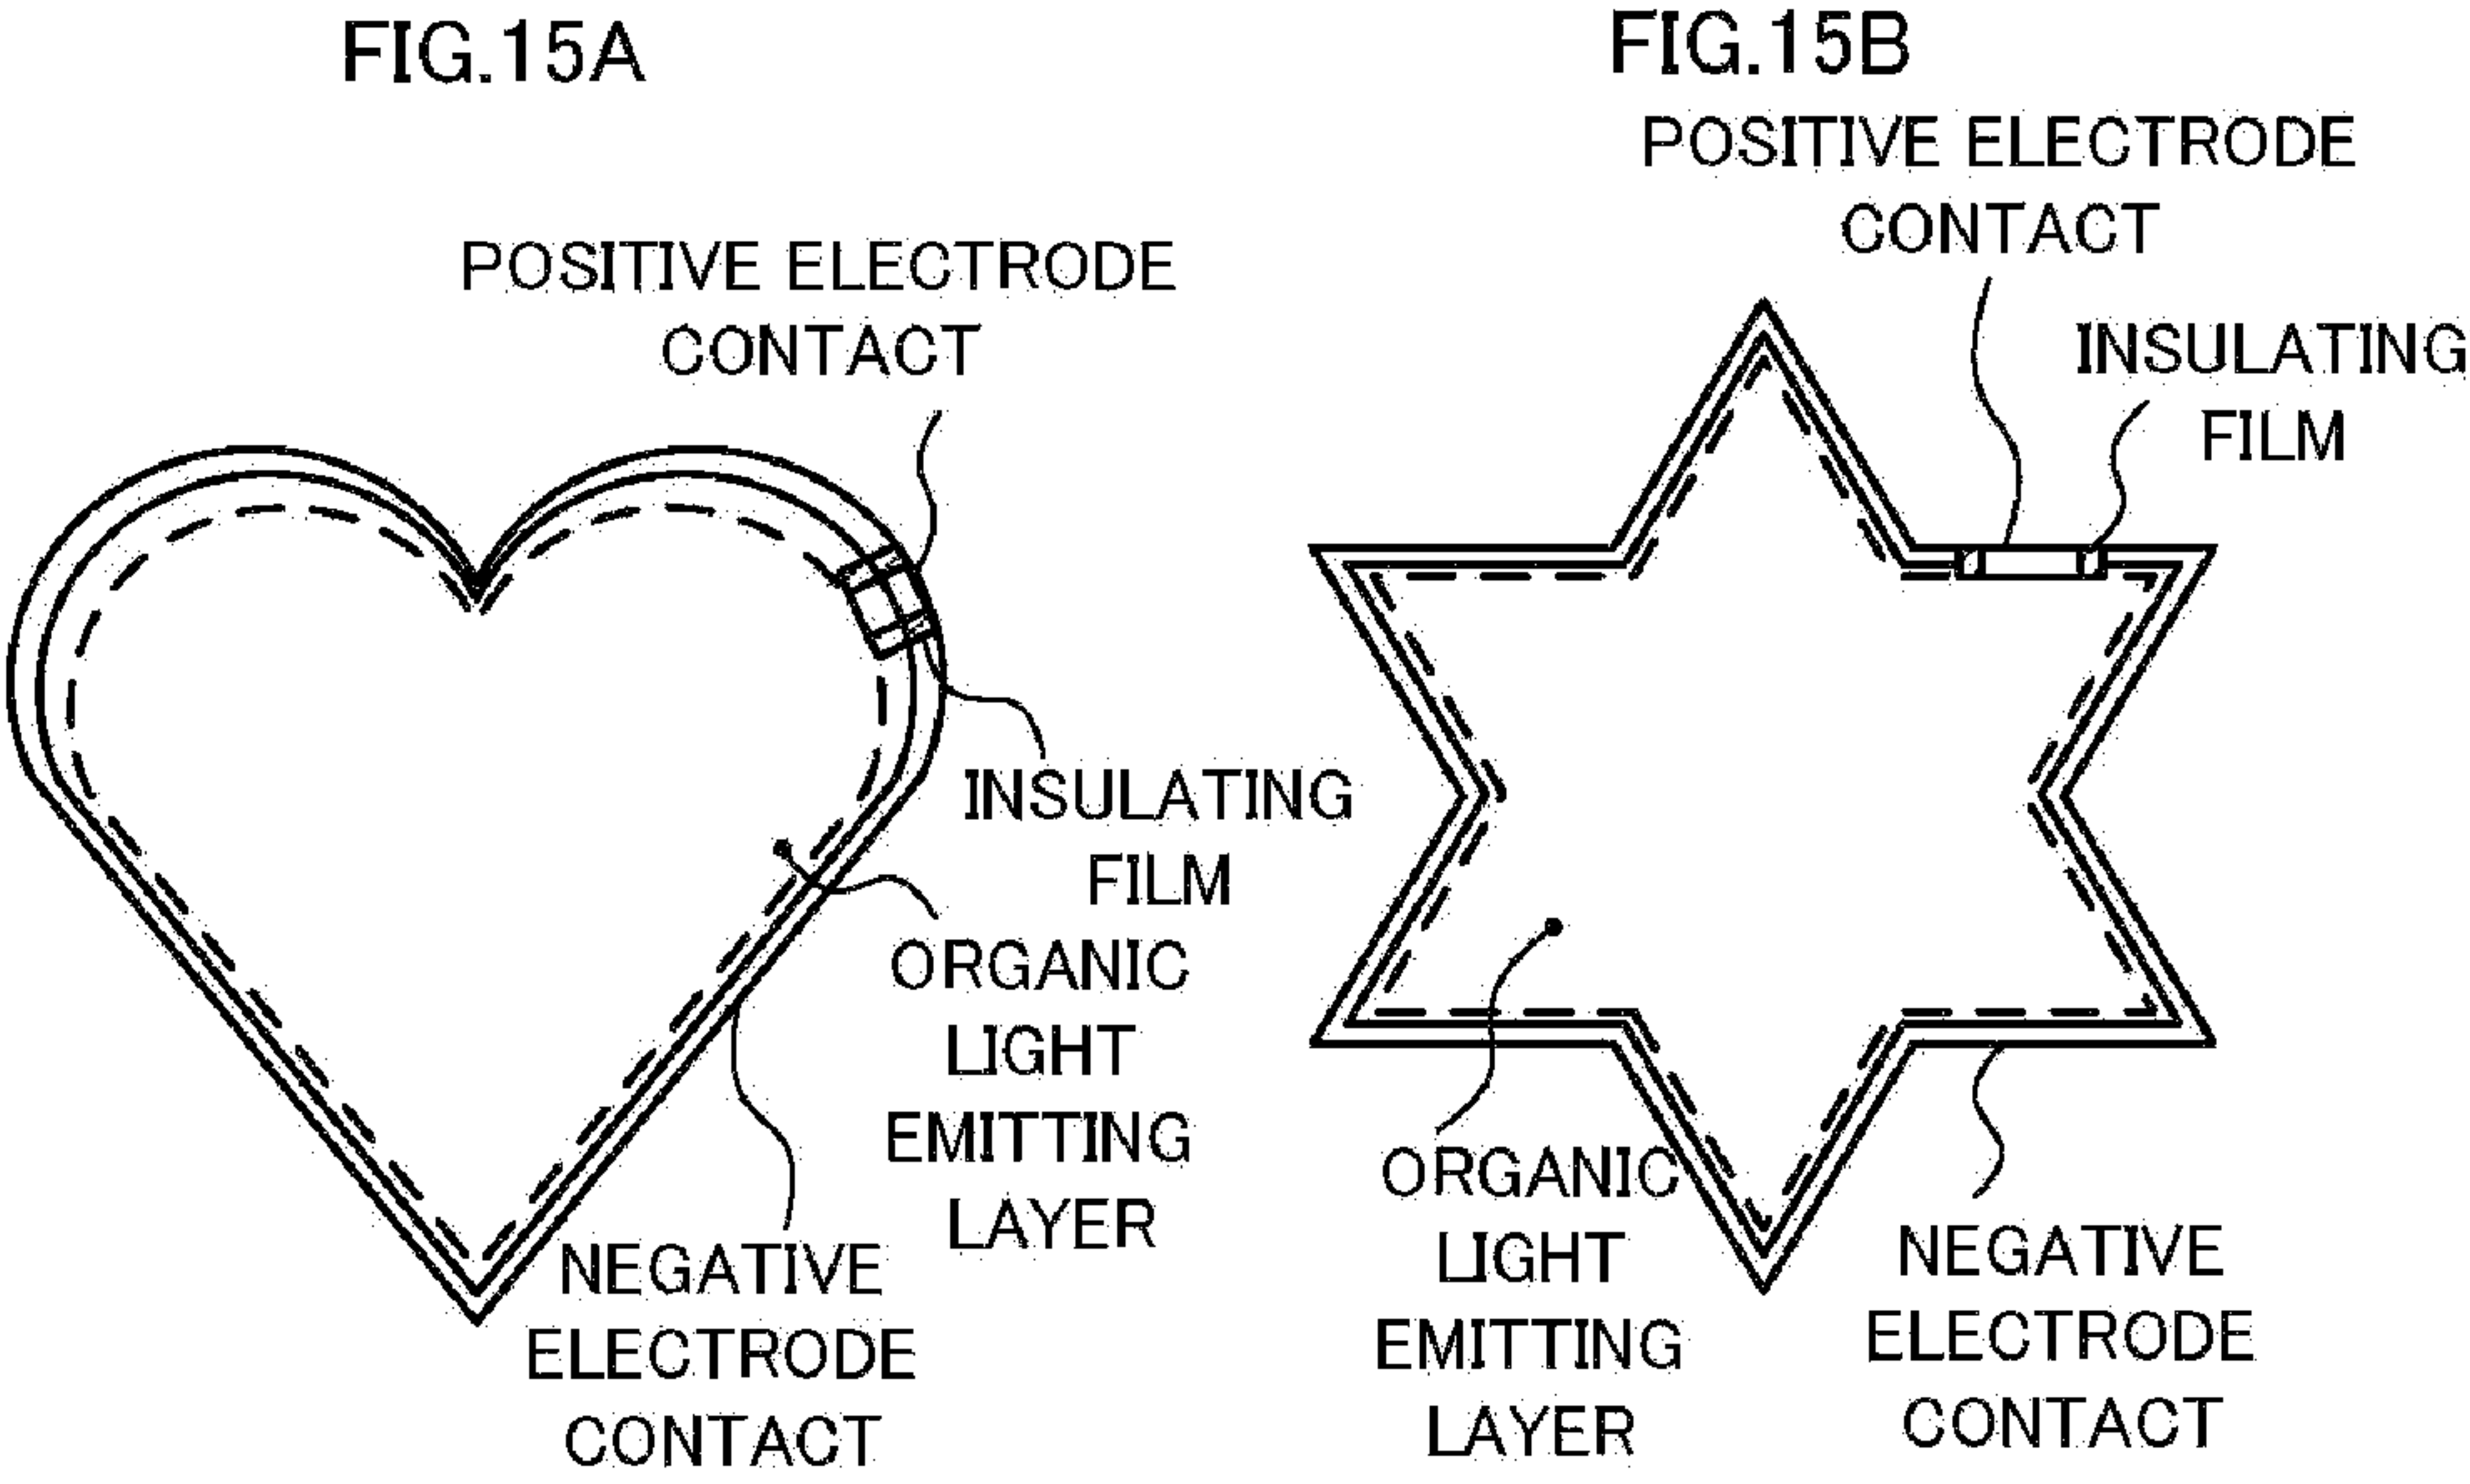 FIG.15A
POSITIVE ELECTRODE
CONTACT
INSULATING
FILM
ORGANIC
LIGHT
EMITTING
LAYER
NEGATIVE
ELECTRODE
CONTACT
FIG.15B
POSITIVE ELECTRODE
CONTACT
INSULATING
FILM
ORGANIC
LIGHT
EMITTING
LAYER
NEGATIVE
ELECTRODE
CONTACT